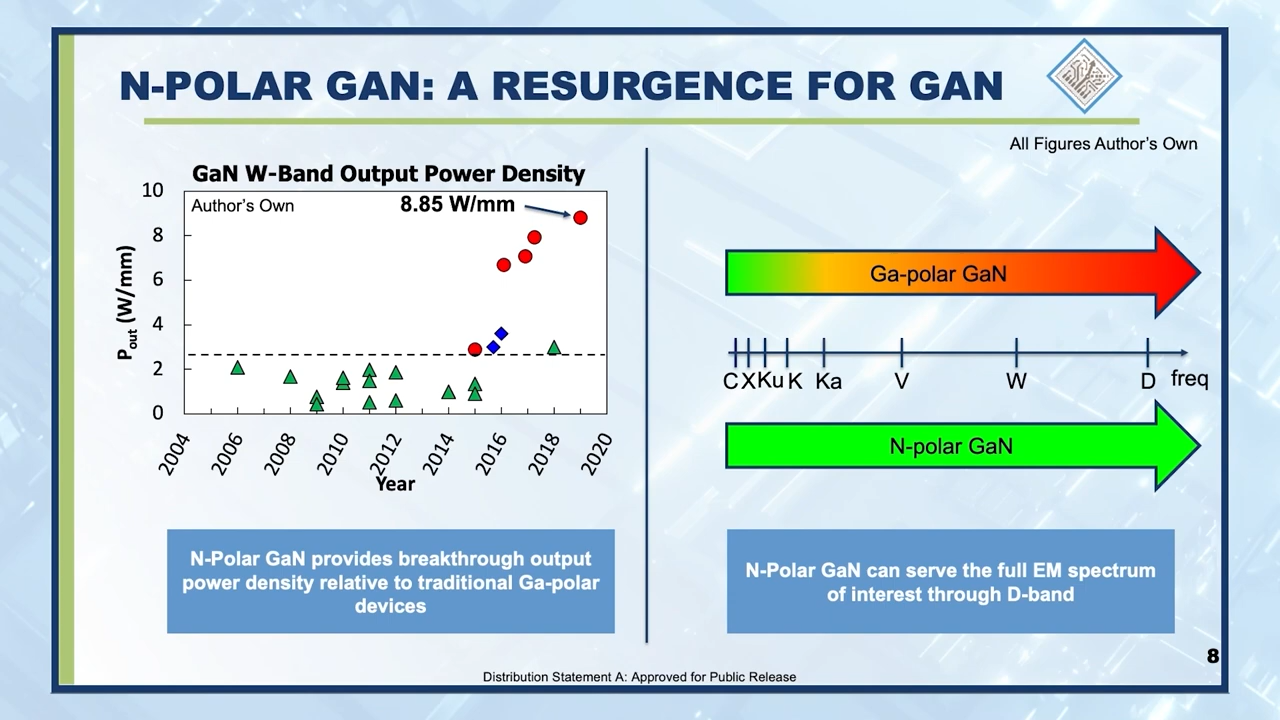 N-POLAR GAN: A RESURGENCE FOR GAN
All Figures Author's Own
GaN W-Band Output Power Density
Author's Own
8.85 W/mm
Pout (W/mm)
10
8
6
4
2
0
2004
2006
2008
2010
2012
2014
2016
2018
2020
Year
N-Polar GaN provides breakthrough output
power density relative to traditional Ga-polar
devices
Ga-polar GaN
C X Ku K Ka V W D freq
N-polar GaN
N-Polar GaN can serve the full EM spectrum
of interest through D-band
8
Distribution Statement A: Approved for Public Release